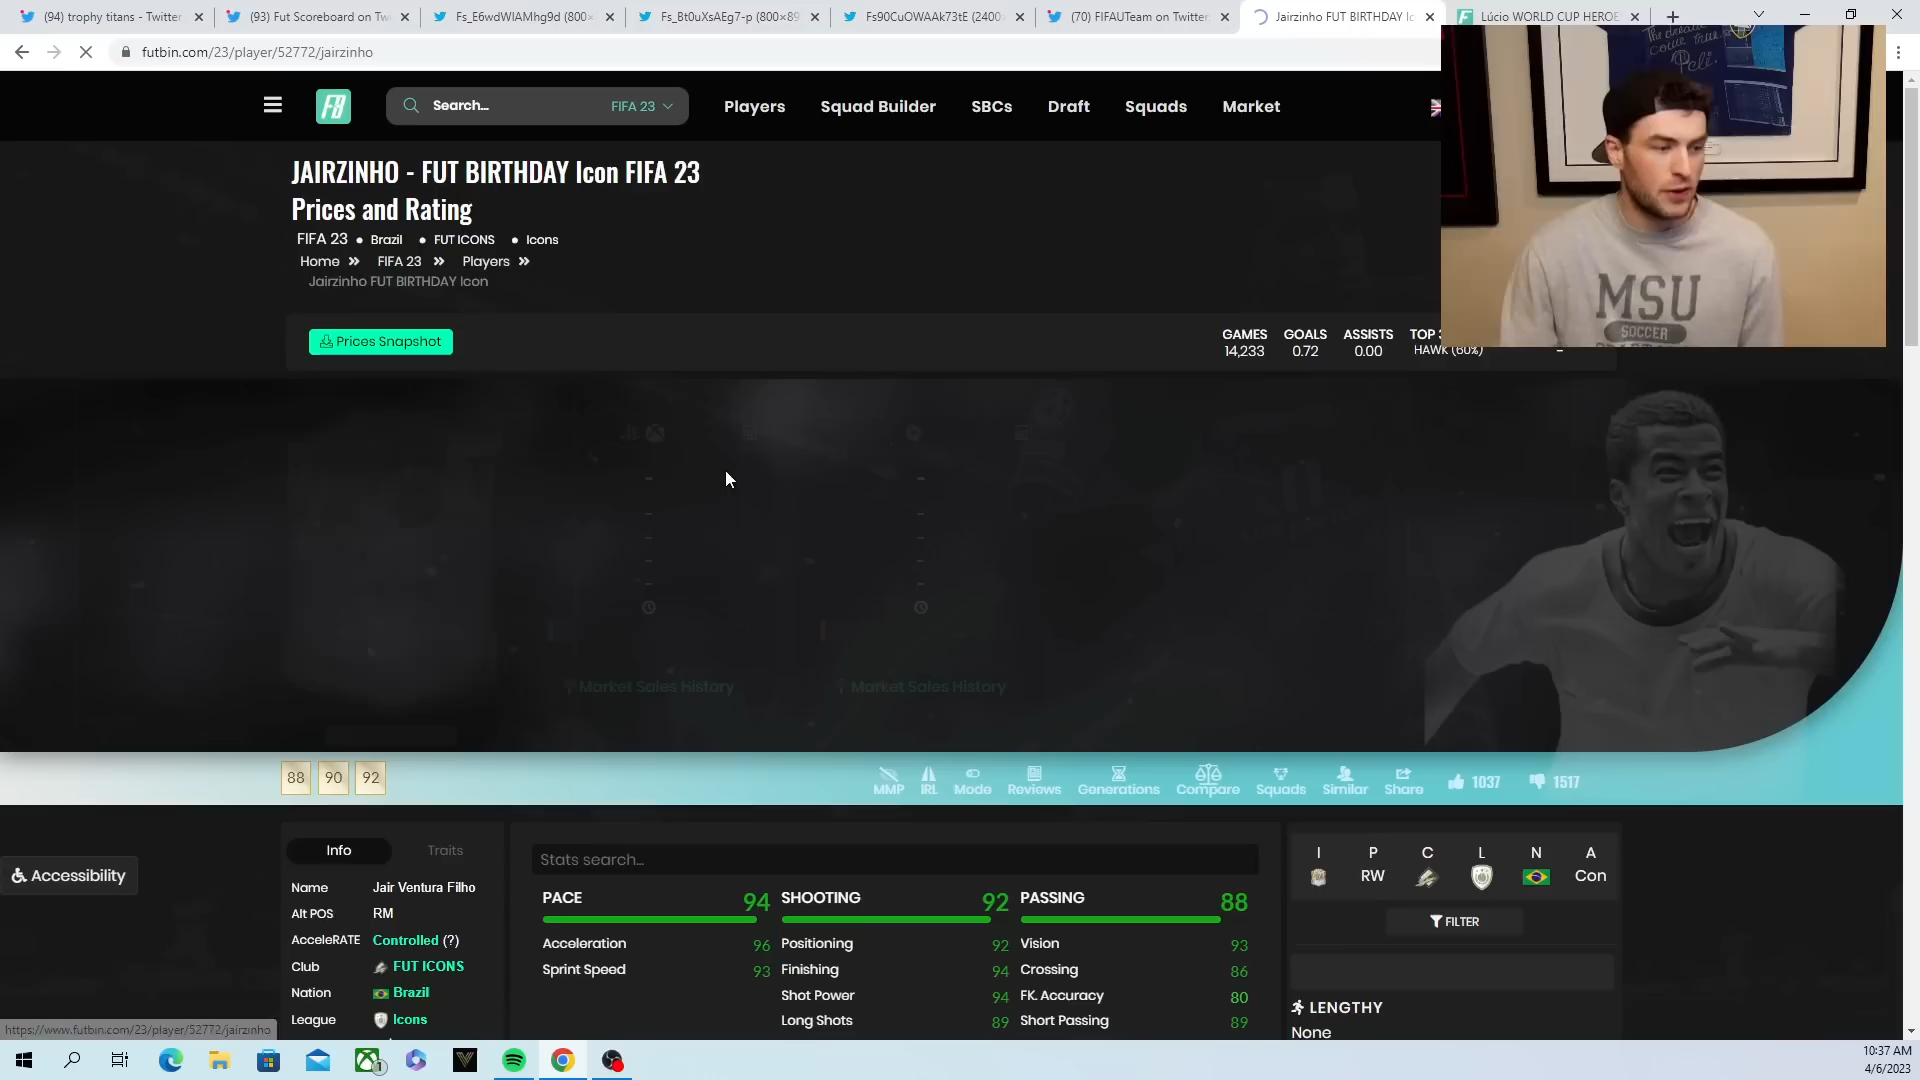 (94) trophy titans - Twitter
(93) Fut Scoreboard on Tw
Fs_E6wdWIAMhg9d (800×
Fs_Bt0uXsAEg7-p (800×89
Fs90CuOWAAk73tE (2400
(70) FIFAUTeam on Twitter
Jairzinho FUT BIRTHDAY Ic
Lúcio WORLD CUP HEROE
futbin.com/23/player/52772/jairzinho
The dream
come true.
Pelé.
Search...
FIFA 23
Players
Squad Builder
SBCs
Draft
Squads
Market
JAIRZINHO - FUT BIRTHDAY Icon FIFA 23
Prices and Rating
FIFA 23 • Brazil • FUT ICONS • Icons
Home » FIFA 23 » Players »
Jairzinho FUT BIRTHDAY Icon
MSU
SOCCER
Prices Snapshot
GAMES
GOALS
ASSISTS
TOP
14,233
0.72
0.00
HAWK (60%)
-
Market Sales History
Market Sales History
88
90
92
MMP
IRL
Mode
Reviews
Generations
Compare
Squads
Similar
Share
1037
1517
Info
Traits
Stats search...
I P C L N A
RW
Con
Accessibility
Name Jair Ventura Filho
Alt POS RM
AcceleRATE Controlled (?)
Club FUT ICONS
Nation Brazil
League Icons
PACE 94
Acceleration 96
Sprint Speed 93
SHOOTING 92
Positioning 92
Finishing 94
Shot Power 94
Long Shots 89
PASSING 88
Vision 93
Crossing 86
FK. Accuracy 80
Short Passing 89
FILTER
LENGTHY
None
https://www.futbin.com/23/player/52772/jairzinho
10:37 AM
4/6/2023